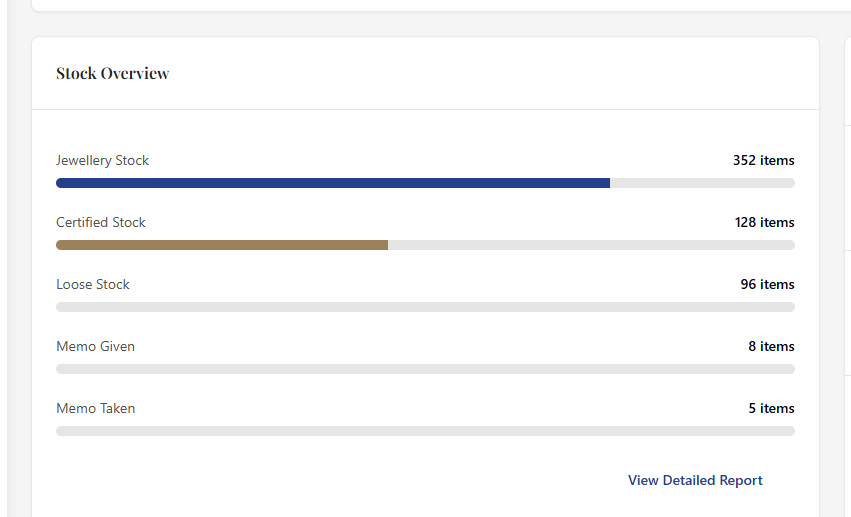 Stock Overview
Jewellery Stock 352 items
Certified Stock 128 items
Loose Stock 96 items
Memo Given 8 items
Memo Taken 5 items
View Detailed Report